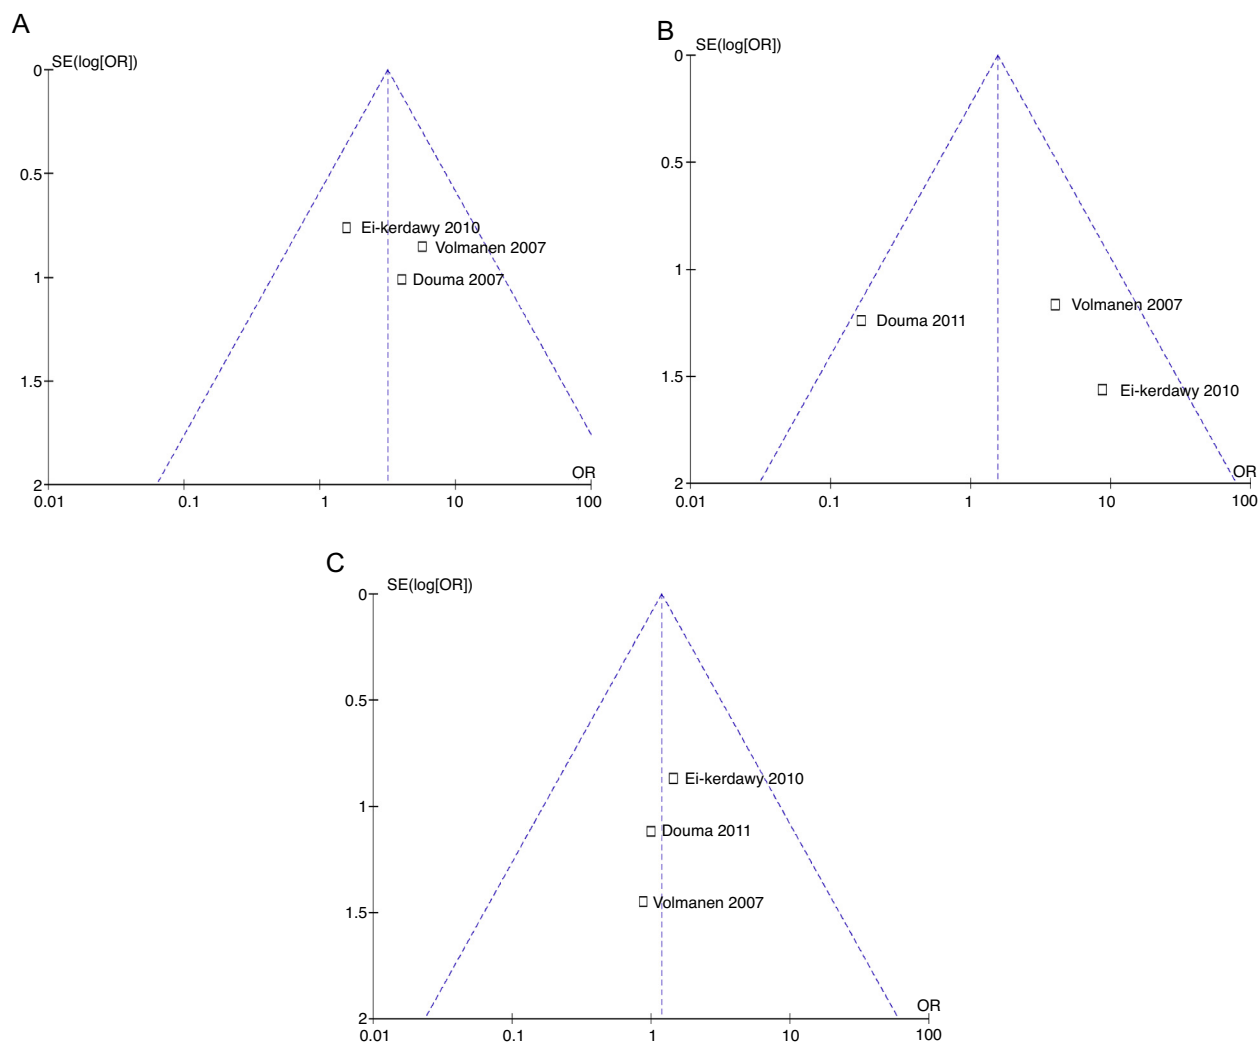 A
SE(log[OR])
0
0.5
Ei-kerdawy 2010
Volmanen 2007
1
Douma 2007
1.5
OR
2
0.01
0.1
1
10
100
B
SE(log[OR])
0
0.5
1
Volmanen 2007
Douma 2011
1.5
Ei-kerdawy 2010
OR
2
0.01
0.1
1
10
100
C
SE(log[OR])
0
0.5
Ei-kerdawy 2010
1
Douma 2011
Volmanen 2007
1.5
OR
2
0.01
0.1
1
10
100